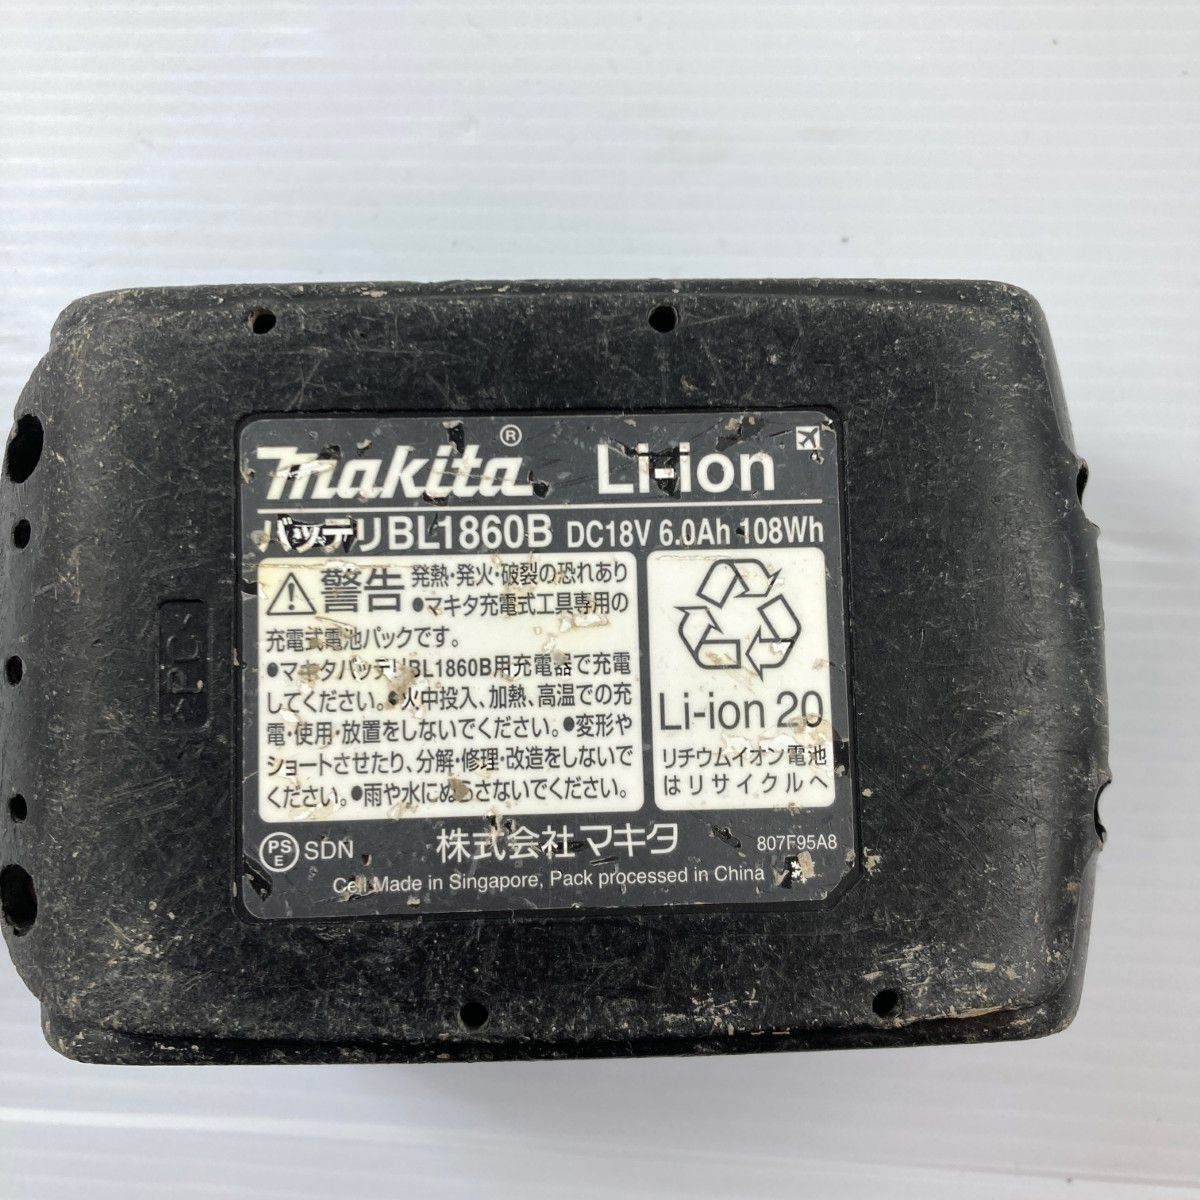 makita® Li-ion
バッテリBL1860B DC18V 6.0Ah 108Wh
警告 発熱・発火・破裂の恐れあり
●マキタ充電式工具専用の
充電式電池パックです。
●マキタバッテリBL1860B用充電器で充電
してください。●火中投入、加熱、高温での充
電・使用・放置をしないでください。●変形や
ショートさせたり、分解・修理・改造をしないで
ください。●雨や水にぬらさないでください。
Li-ion 20
リチウムイオン電池
はリサイクルへ
PSE SDN 株式会社マキタ 807F95A8
Cell Made in Singapore, Pack processed in China
>PC<